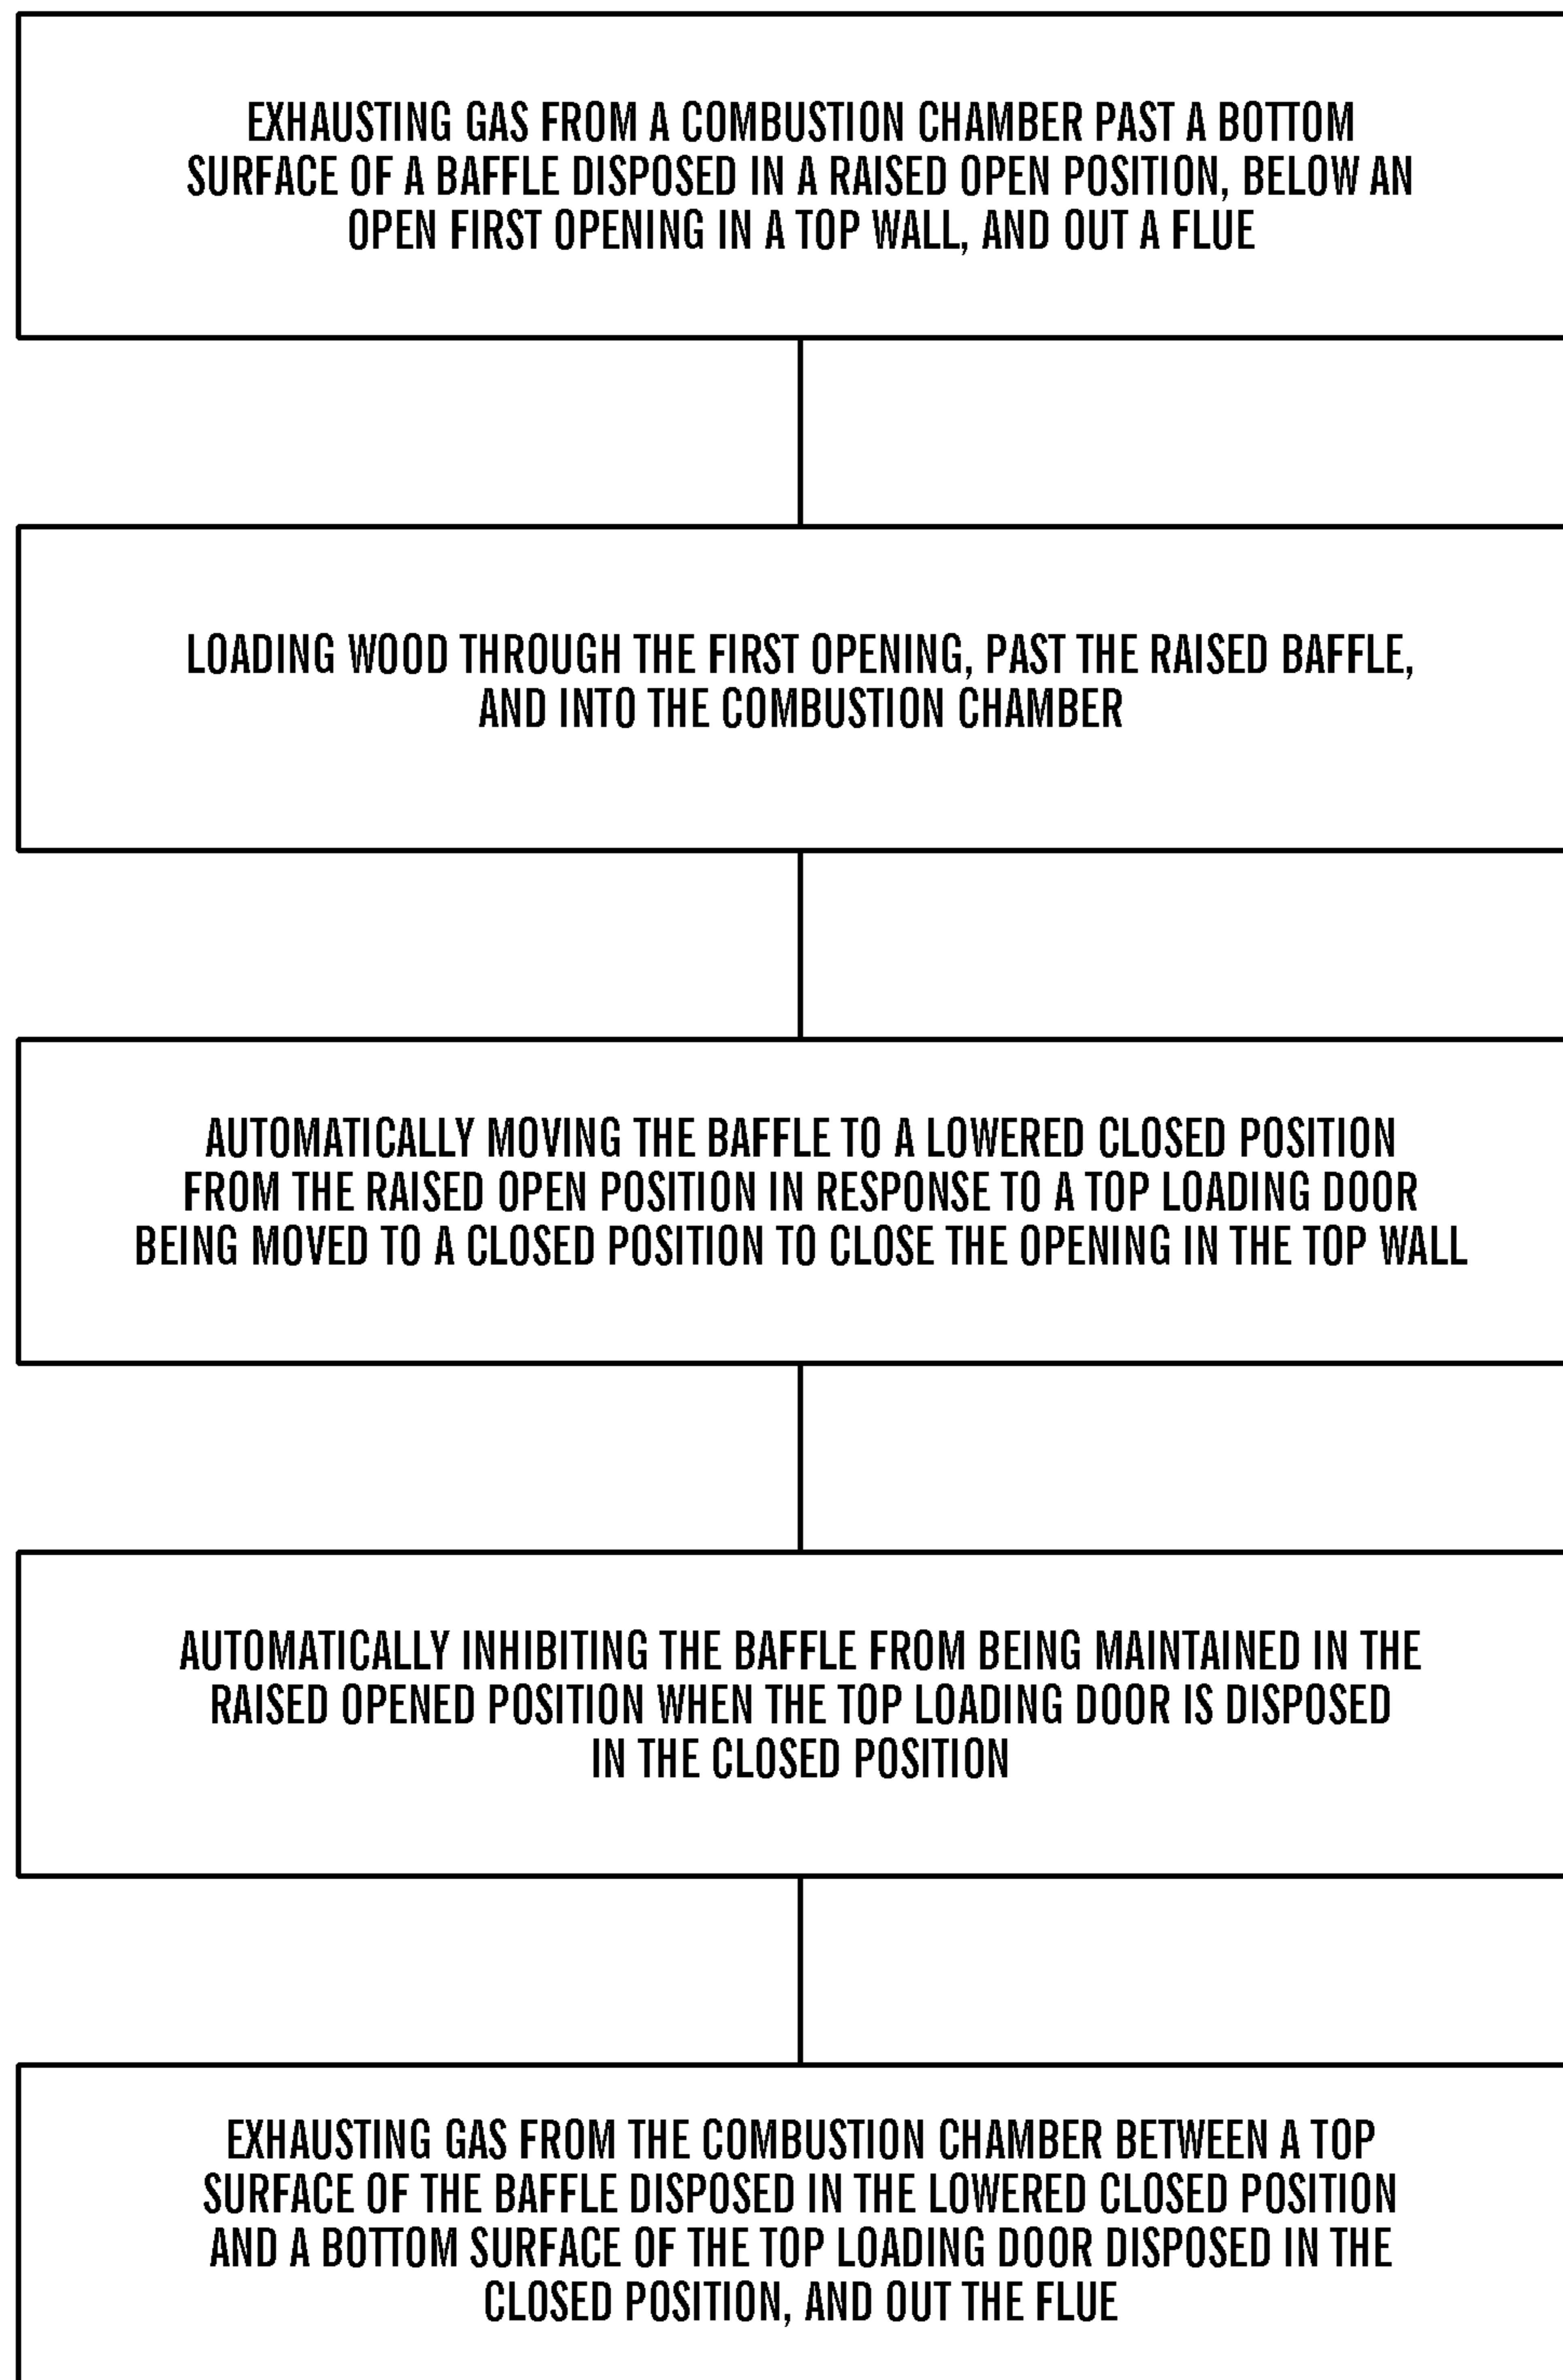 EXHAUSTING GAS FROM A COMBUSTION CHAMBER PAST A BOTTOM
SURFACE OF A BAFFLE DISPOSED IN A RAISED OPEN POSITION, BELOW AN
OPEN FIRST OPENING IN A TOP WALL, AND OUT A FLUE
LOADING WOOD THROUGH THE FIRST OPENING, PAST THE RAISED BAFFLE,
AND INTO THE COMBUSTION CHAMBER
AUTOMATICALLY MOVING THE BAFFLE TO A LOWERED CLOSED POSITION
FROM THE RAISED OPEN POSITION IN RESPONSE TO A TOP LOADING DOOR
BEING MOVED TO A CLOSED POSITION TO CLOSE THE OPENING IN THE TOP WALL
AUTOMATICALLY INHIBITING THE BAFFLE FROM BEING MAINTAINED IN THE
RAISED OPENED POSITION WHEN THE TOP LOADING DOOR IS DISPOSED
IN THE CLOSED POSITION
EXHAUSTING GAS FROM THE COMBUSTION CHAMBER BETWEEN A TOP
SURFACE OF THE BAFFLE DISPOSED IN THE LOWERED CLOSED POSITION
AND A BOTTOM SURFACE OF THE TOP LOADING DOOR DISPOSED IN THE
CLOSED POSITION, AND OUT THE FLUE